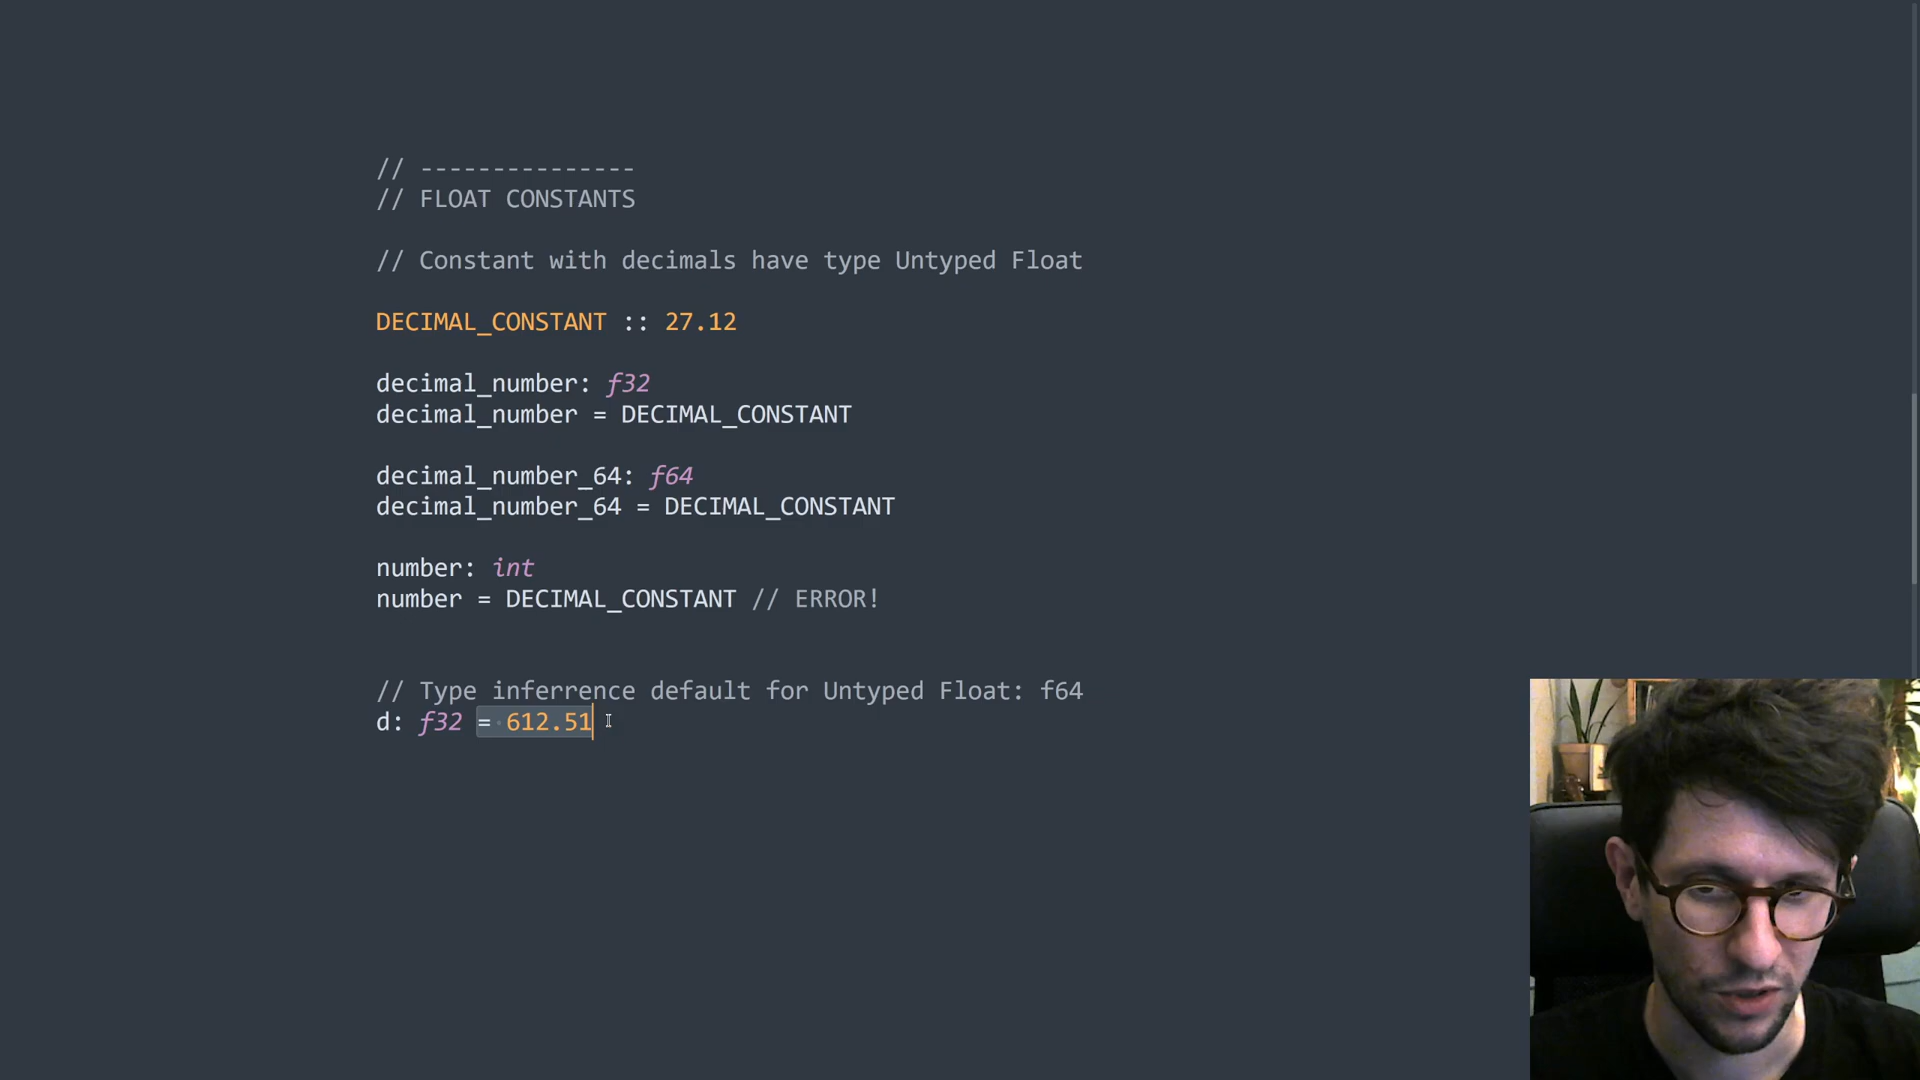 // ---------------
// FLOAT CONSTANTS
// Constant with decimals have type Untyped Float
DECIMAL_CONSTANT :: 27.12
decimal_number: f32
decimal_number = DECIMAL_CONSTANT
decimal_number_64: f64
decimal_number_64 = DECIMAL_CONSTANT
number: int
number = DECIMAL_CONSTANT // ERROR!
// Type inferrence default for Untyped Float: f64
d: f32 = 612.51